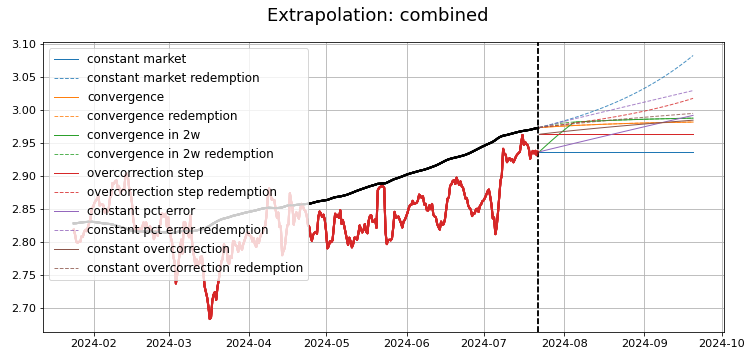 Extrapolation: combined
3.10
3.05
3.00
2.95
2.90
2.85
2.80
2.75
2.70
constant market
constant market redemption
convergence
convergence redemption
convergence in 2w
convergence in 2w redemption
overcorrection step
overcorrection step redemption
constant pct error
constant pct error redemption
constant overcorrection
constant overcorrection redemption
2024-02 2024-03 2024-04 2024-05 2024-06 2024-07 2024-08 2024-09 2024-10